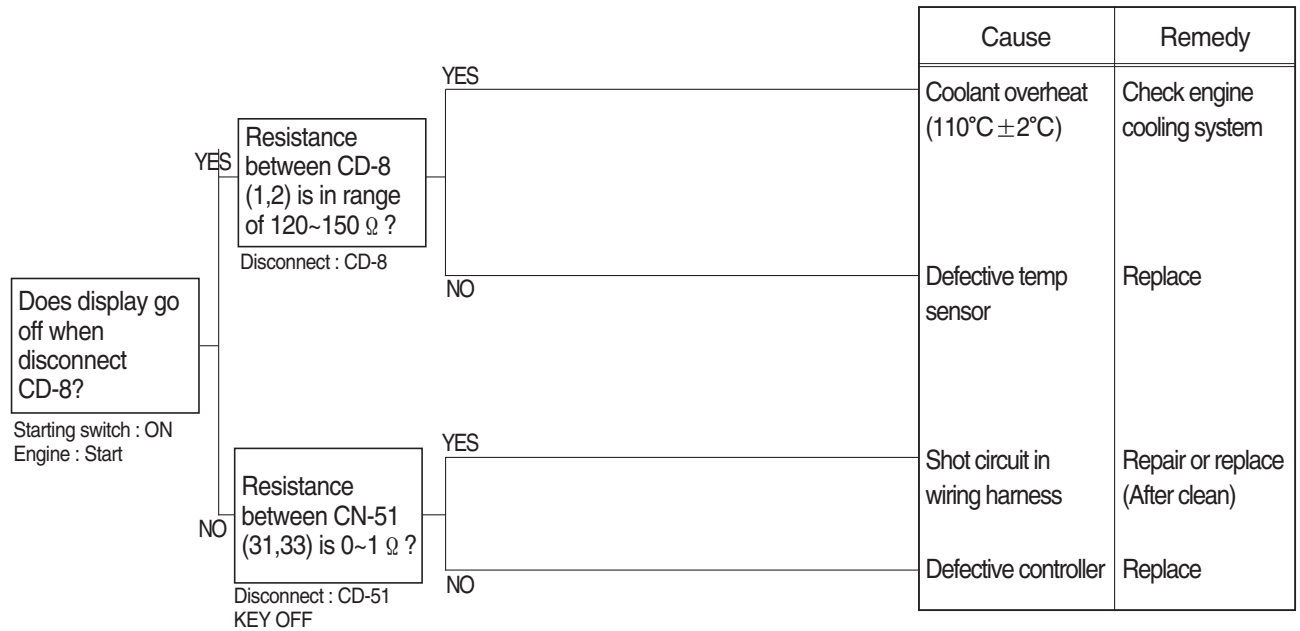 Cause
Remedy
YES
Coolant overheat
(110°C±2°C)
Check engine
cooling system
YES
Resistance
between CD-8
(1,2) is in range
of 120~150 Ω ?
Disconnect : CD-8
NO
Defective temp
sensor
Replace
Does display go
off when
disconnect
CD-8?
Starting switch : ON
Engine : Start
YES
Shot circuit in
wiring harness
Repair or replace
(After clean)
NO
Resistance
between CN-51
(31,33) is 0~1 Ω ?
Disconnect : CD-51
KEY OFF
NO
Defective controller
Replace